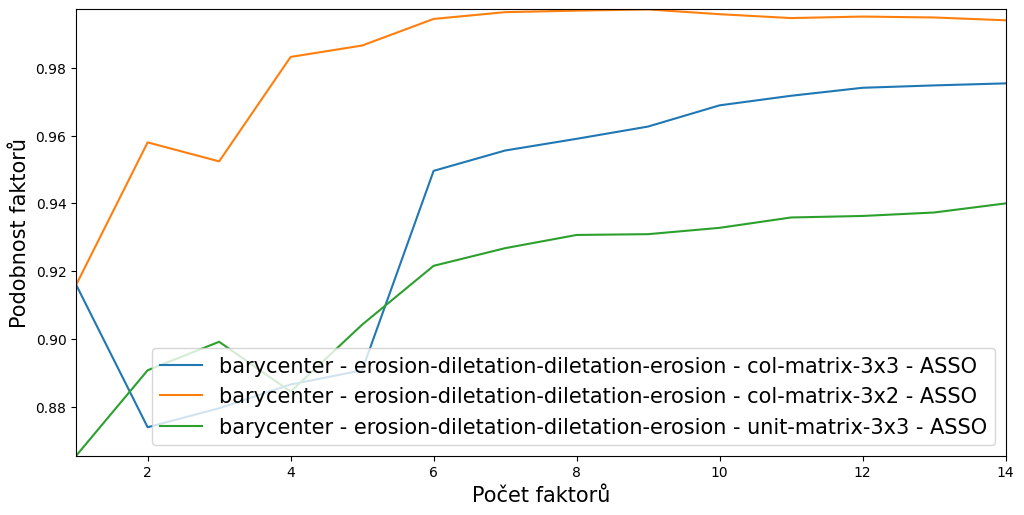 0.98
0.96
0.94
0.92
0.90
0.88
Podobnost faktorů
barycenter - erosion-diletation-diletation-erosion - col-matrix-3x3 - ASSO
barycenter - erosion-diletation-diletation-erosion - col-matrix-3x2 - ASSO
barycenter - erosion-diletation-diletation-erosion - unit-matrix-3x3 - ASSO
2 4 6 8 10 12 14
Počet faktorů